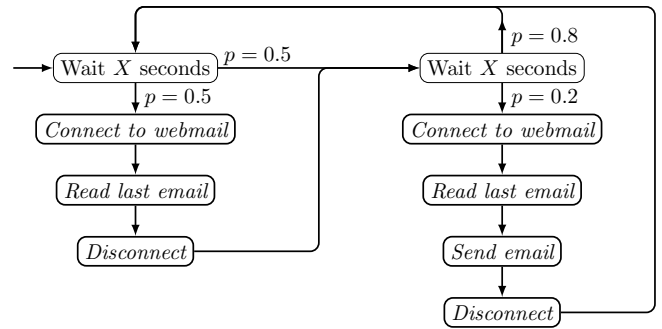 p = 0.8
Wait X seconds
p = 0.5
Wait X seconds
p = 0.5
p = 0.2
Connect to webmail
Connect to webmail
Read last email
Read last email
Disconnect
Send email
Disconnect